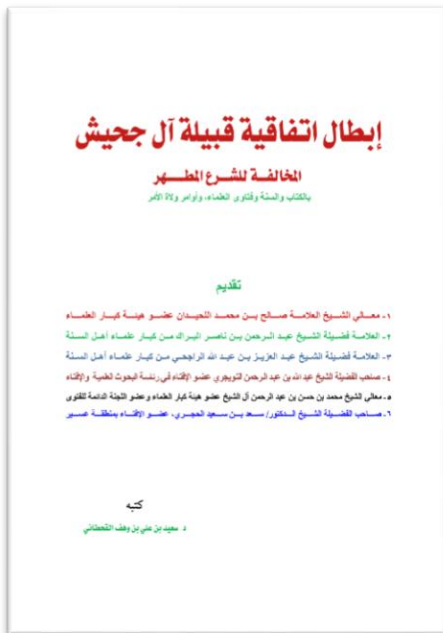 إبطال اتفاقية قبيلة آل جحيش
المخالفة للشرع المطهر
بالكتاب والسنة وفتاوى العلماء، وأوامر ولاة الأمر
تقديم
١- معالي الشيخ العلامة صالح بن محمد اللحيدان عضو هيئة كبار العلماء
٢- العلامة فضيلة الشيخ عبد الرحمن بن ناصر البراك من كبار علماء أهل السنة
٣- العلامة فضيلة الشيخ عبد العزيز بن عبد الله الراجحي من كبار علماء أهل السنة
٤- صاحب الفضيلة الشيخ عبد الله بن عبد الرحمن التويجري عضو الإفتاء في رئاسة البحوث العلمية والإفتاء
٥- معالي الشيخ محمد بن حسن بن عبد الرحمن آل الشيخ عضو هيئة كبار العلماء وعضو اللجنة الدائمة للفتوى
٦- صاحب الفضيلة الشيخ الدكتور/ سعد بن سعيد الحجري، عضو الإفتاء بمنطقة عسير
كتبه
د. سعيد بن علي بن وهف القحطاني